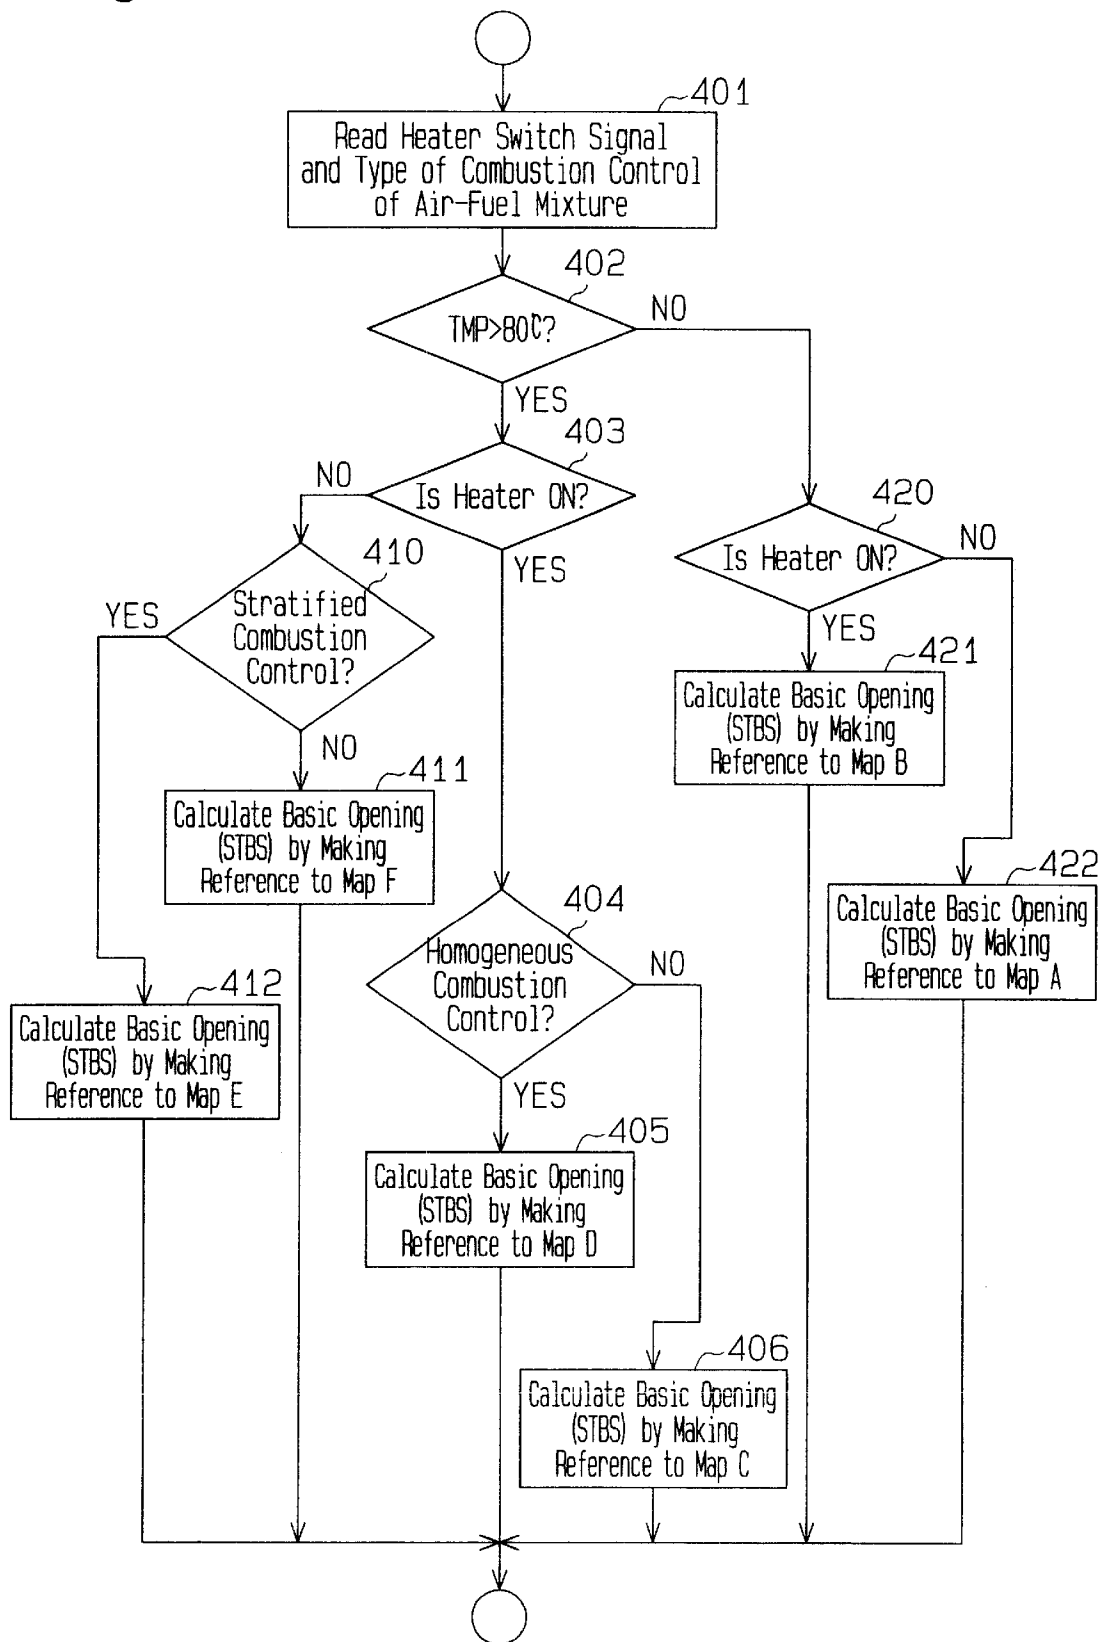 401
Read Heater Switch Signal
and Type of Combustion Control
of Air-Fuel Mixture
402
TMP>80℃?
NO
YES
403
Is Heater ON?
NO
YES
420
Is Heater ON?
NO
YES
410
Stratified
Combustion
Control?
YES
NO
421
Calculate Basic Opening
(STBS) by Making
Reference to Map B
411
Calculate Basic Opening
(STBS) by Making
Reference to Map F
422
Calculate Basic Opening
(STBS) by Making
Reference to Map A
404
Homogeneous
Combustion
Control?
NO
YES
412
Calculate Basic Opening
(STBS) by Making
Reference to Map E
405
Calculate Basic Opening
(STBS) by Making
Reference to Map D
406
Calculate Basic Opening
(STBS) by Making
Reference to Map C